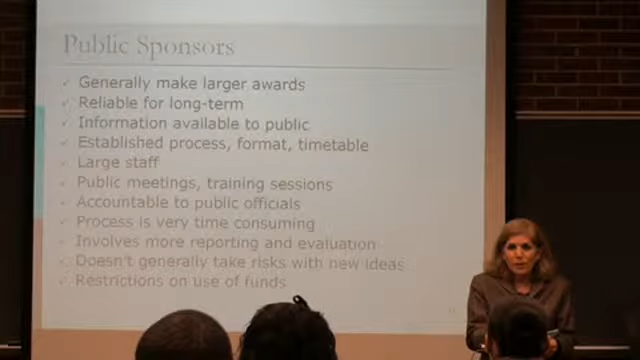 Public Sponsors
✓ Generally make larger awards
✓ Reliable for long-term
✓ Information available to public
✓ Established process, format, timetable
✓ Large staff
✓ Public meetings, training sessions
✓ Accountable to public officials
✓ Process is very time consuming
✓ Involves more reporting and evaluation
✓ Doesn't generally take risks with new ideas
✓ Restrictions on use of funds